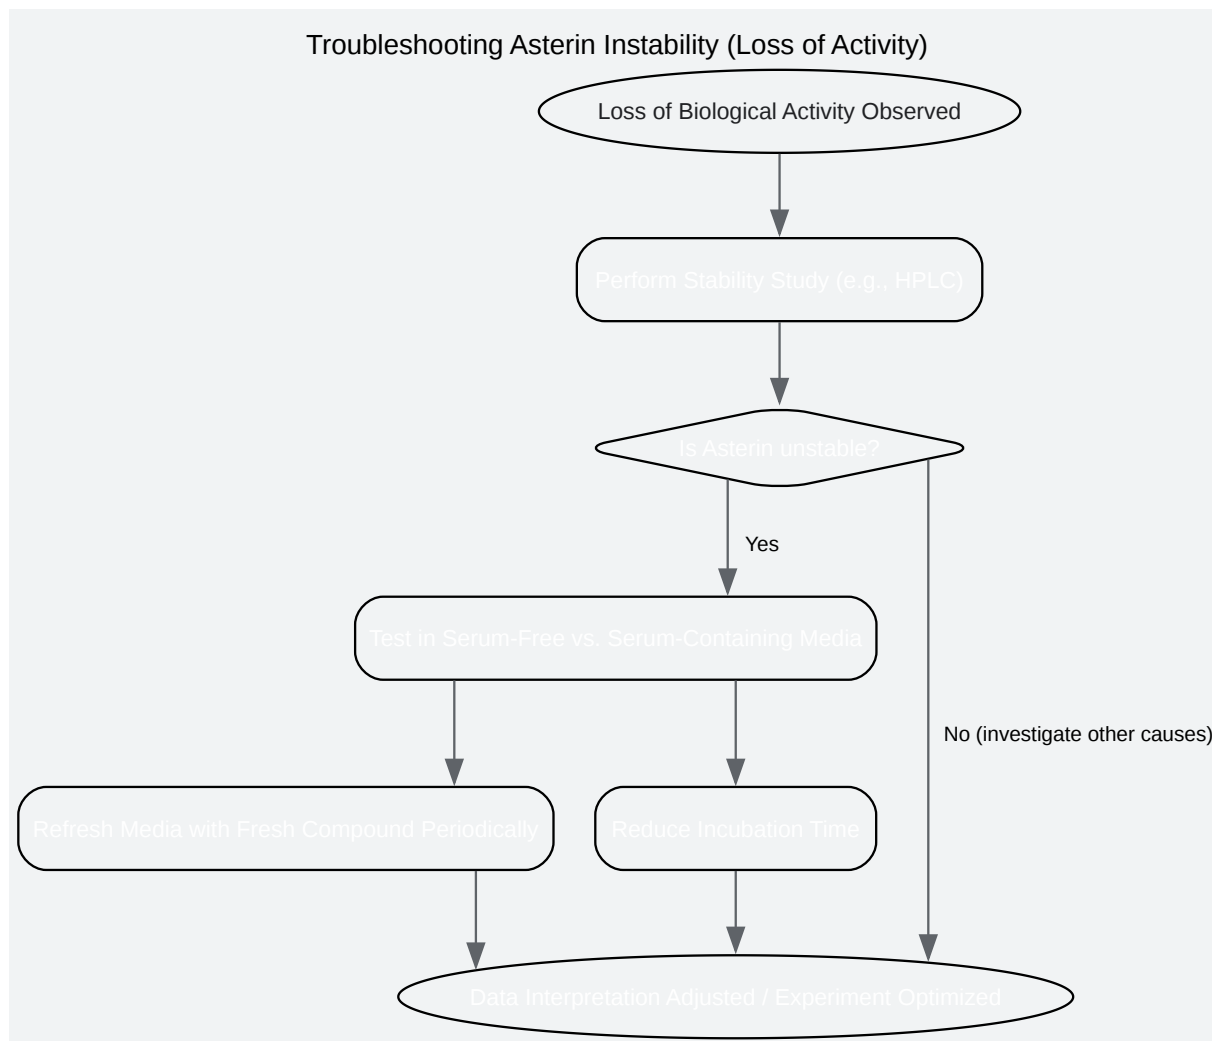 Troubleshooting Asterin Instability (Loss of Activity)
Loss of Biological Activity Observed
Perform Stability Study (e.g., HPLC)
Is Asterin unstable?
Yes
Test in Serum-Free vs. Serum-Containing Media
No (investigate other causes)
Refresh Media with Fresh Compound Periodically
Reduce Incubation Time
Data Interpretation Adjusted / Experiment Optimized